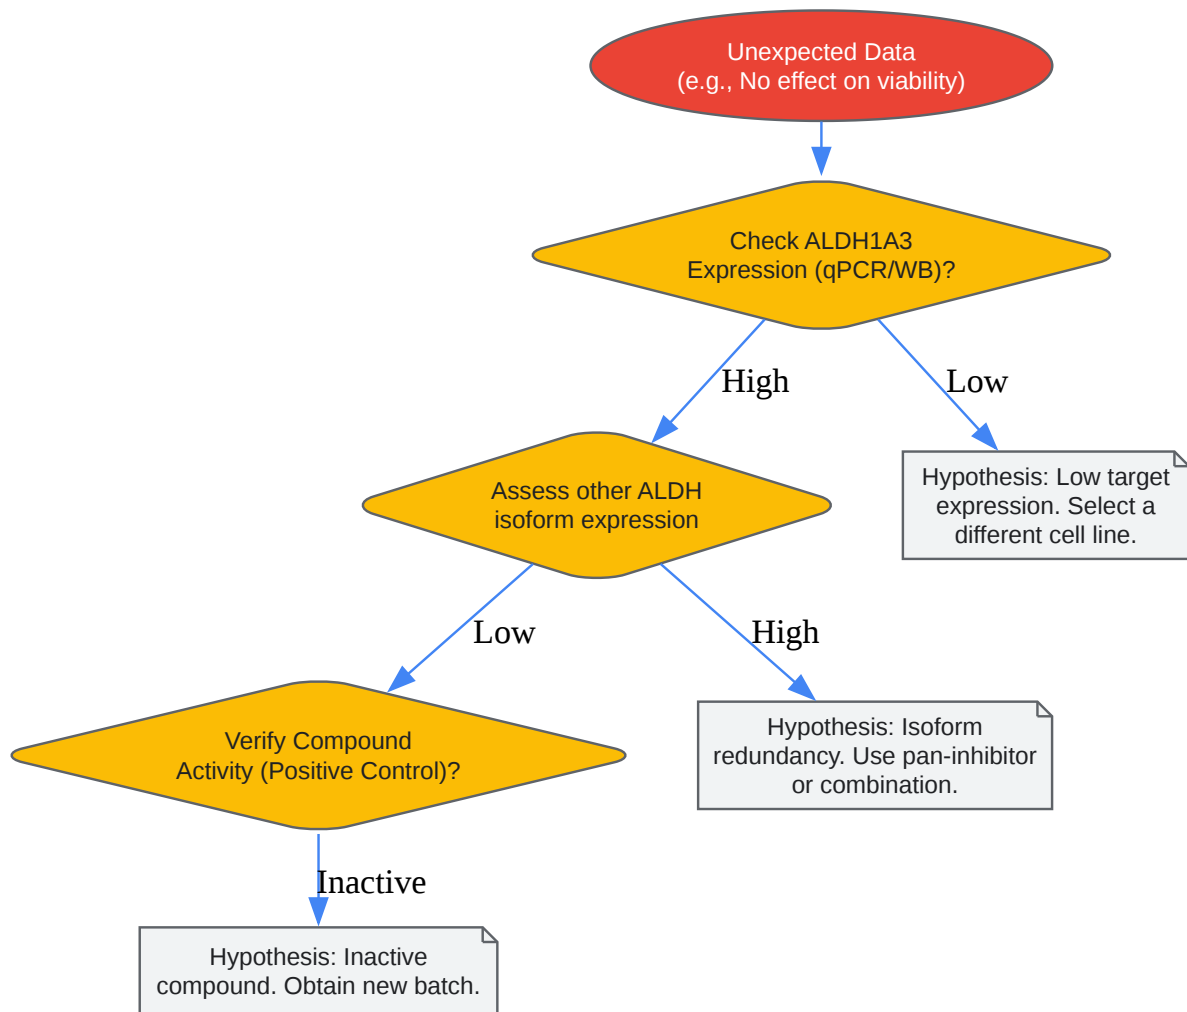 Unexpected Data
(e.g., No effect on viability)
Check ALDH1A3
Expression (qPCR/WB)?
High
Low
Assess other ALDH
isoform expression
Hypothesis: Low target
expression. Select a
different cell line.
Low
High
Verify Compound
Activity (Positive Control)?
Hypothesis: Isoform
redundancy. Use pan-inhibitor
or combination.
Inactive
Hypothesis: Inactive
compound. Obtain new batch.